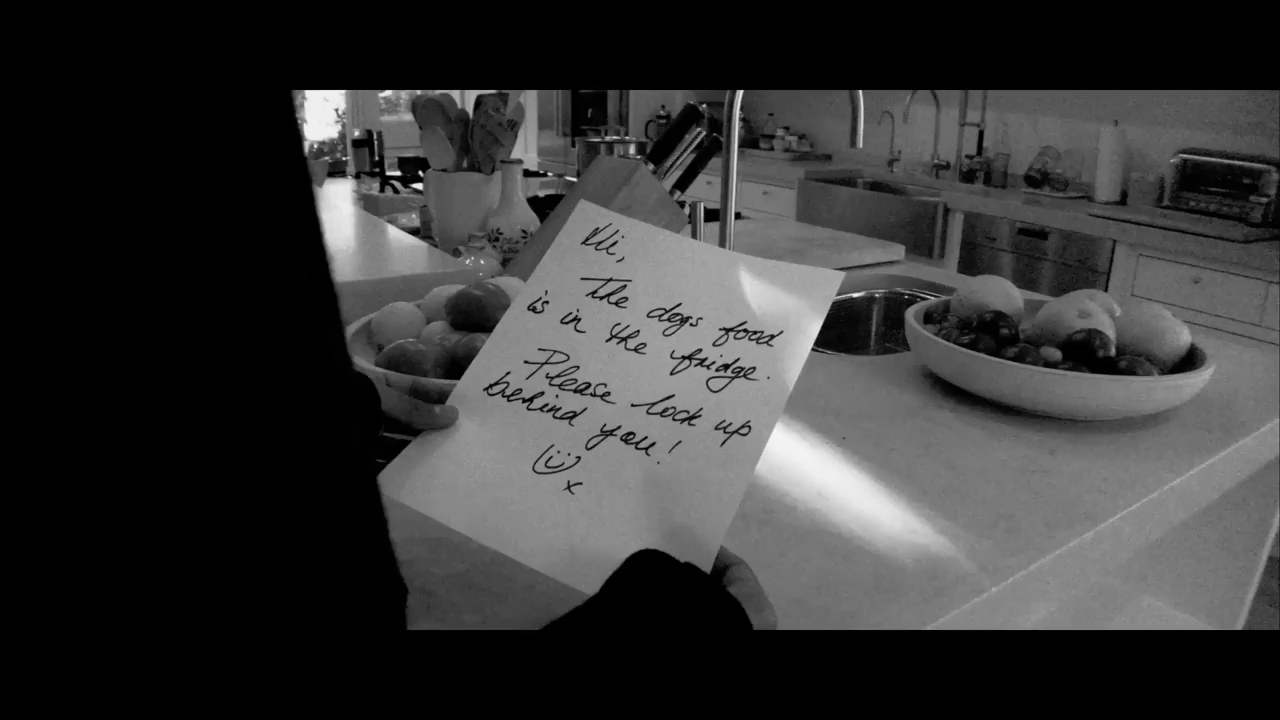 Hi,
The dogs food
is in the fridge.
Please lock up
behind you!
x